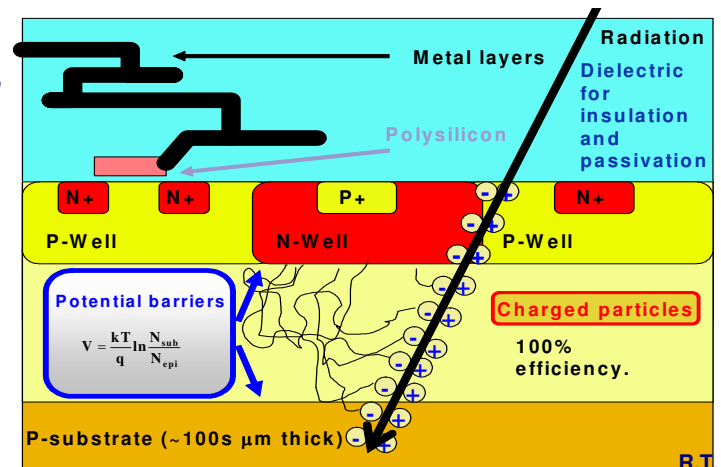 Radiation
Metal layers
Dielectric
for
insulation
and
passivation
Polysilicon
N+
N+
P+
N+
P-Well
N-Well
P-Well
- +
- +
- +
- +
- +
- +
- +
- +
- +
Potential barriers
V = kT/q ln N_sub/N_epi
Charged particles
100%
efficiency.
P-substrate (~100s μm thick)
RT